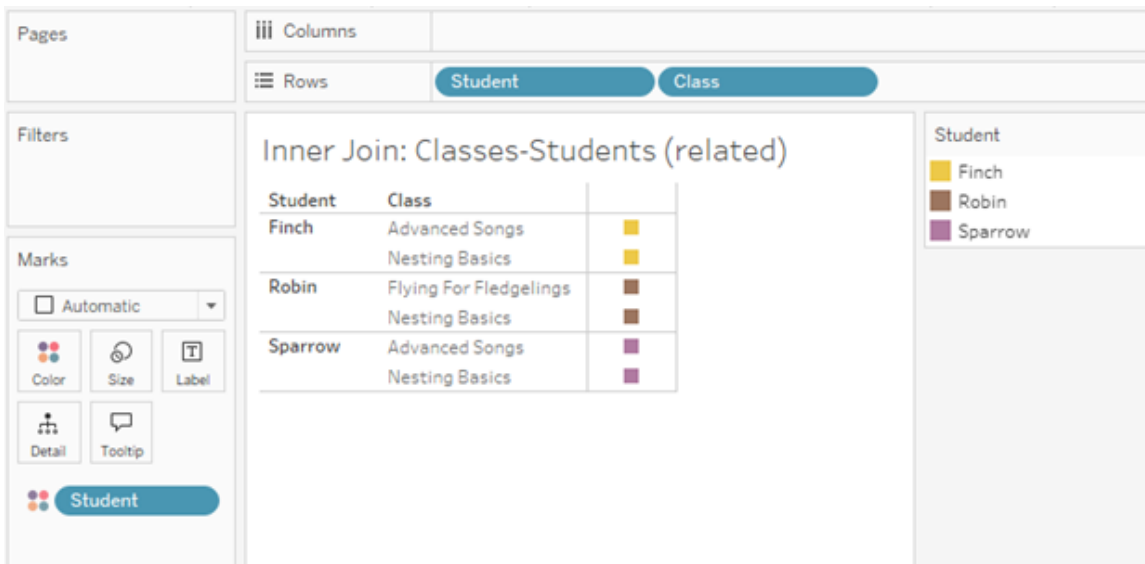 Pages
Columns
Rows Student Class
Filters
Inner Join: Classes-Students (related)
Student Class
Finch Advanced Songs
Nesting Basics
Robin Flying For Fledgelings
Nesting Basics
Sparrow Advanced Songs
Nesting Basics
Student
Finch
Robin
Sparrow
Marks
Automatic
Color Size Label
Detail Tooltip
Student